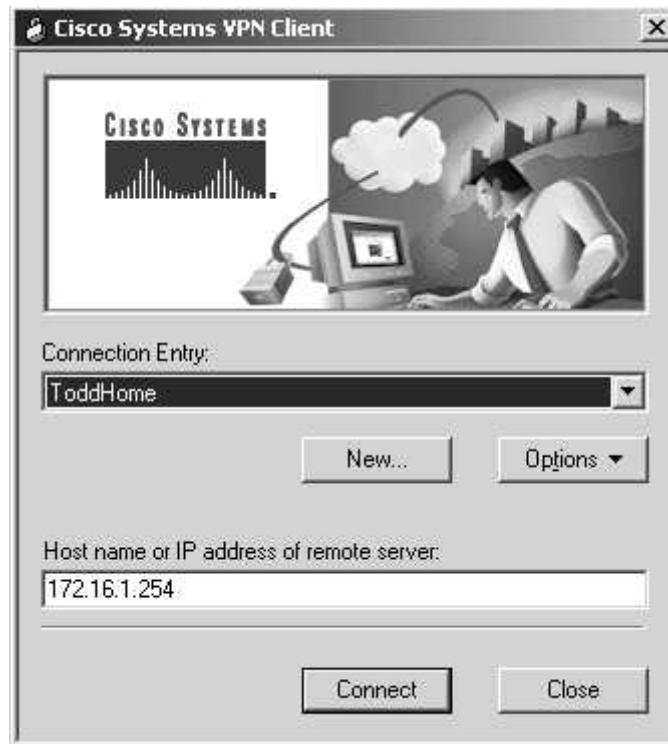 Cisco Systems VPN Client
CISCO SYSTEMS
Connection Entry:
ToddHome
New...
Options
Host name or IP address of remote server:
172.16.1.254
Connect
Close